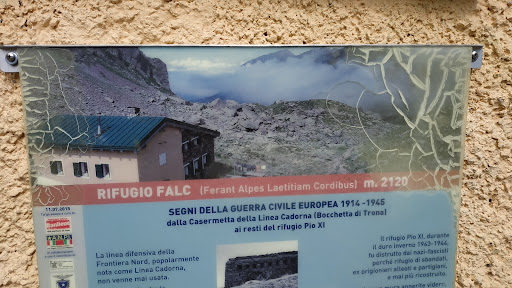 RIFUGIO FALC (Ferant Alpes Laetitiam Cordibus) m. 2120
11.07.2015
SEGNI DELLA GUERRA CIVILE EUROPEA 1914 -1945
dalla Casermetta della Linea Cadorna (Bocchetta di Trona)
ai resti del rifugio Pio XI
La linea difensiva della
Frontiera Nord, popolarmente
nota come Linea Cadorna,
non venne mai usata.
Il rifugio Pio XI, durante
il duro inverno 1943-1944,
fu distrutto dai nazi-fascisti
perché rifugio di sbandati,
ex prigionieri alleati e partigiani,
e mai più ricostruito.